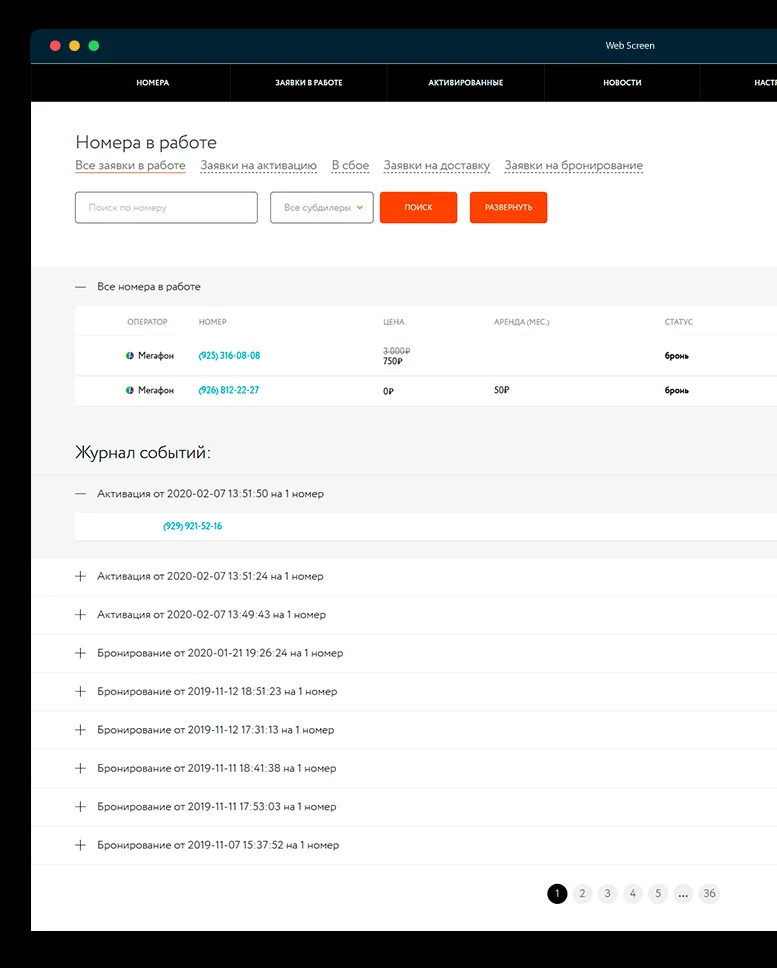 Web Screen
НОМЕРА ЗАЯВКИ В РАБОТЕ АКТИВИРОВАННЫЕ НОВОСТИ НАСТР
Номера в работе
Все заявки в работе Заявки на активацию В сбое Заявки на доставку Заявки на бронирование
Поиск по номеру Все субдилеры ПОИСК РАЗВЕРНУТЬ
Все номера в работе
ОПЕРАТОР НОМЕР ЦЕНА АРЕНДА (МЕС.) СТАТУС
3 000₽
Мегафон (925) 316-08-08 750₽ бронь
Мегафон (926) 812-22-27 0₽ 50₽ бронь
Журнал событий:
Активация от 2020-02-07 13:51:50 на 1 номер
(929) 921-52-16
Активация от 2020-02-07 13:51:24 на 1 номер
Активация от 2020-02-07 13:49:43 на 1 номер
Бронирование от 2020-01-21 19:26:24 на 1 номер
Бронирование от 2019-11-12 18:51:23 на 1 номер
Бронирование от 2019-11-12 17:31:13 на 1 номер
Бронирование от 2019-11-11 18:41:38 на 1 номер
Бронирование от 2019-11-11 17:53:03 на 1 номер
Бронирование от 2019-11-07 15:37:52 на 1 номер
1 2 3 4 5 ... 36